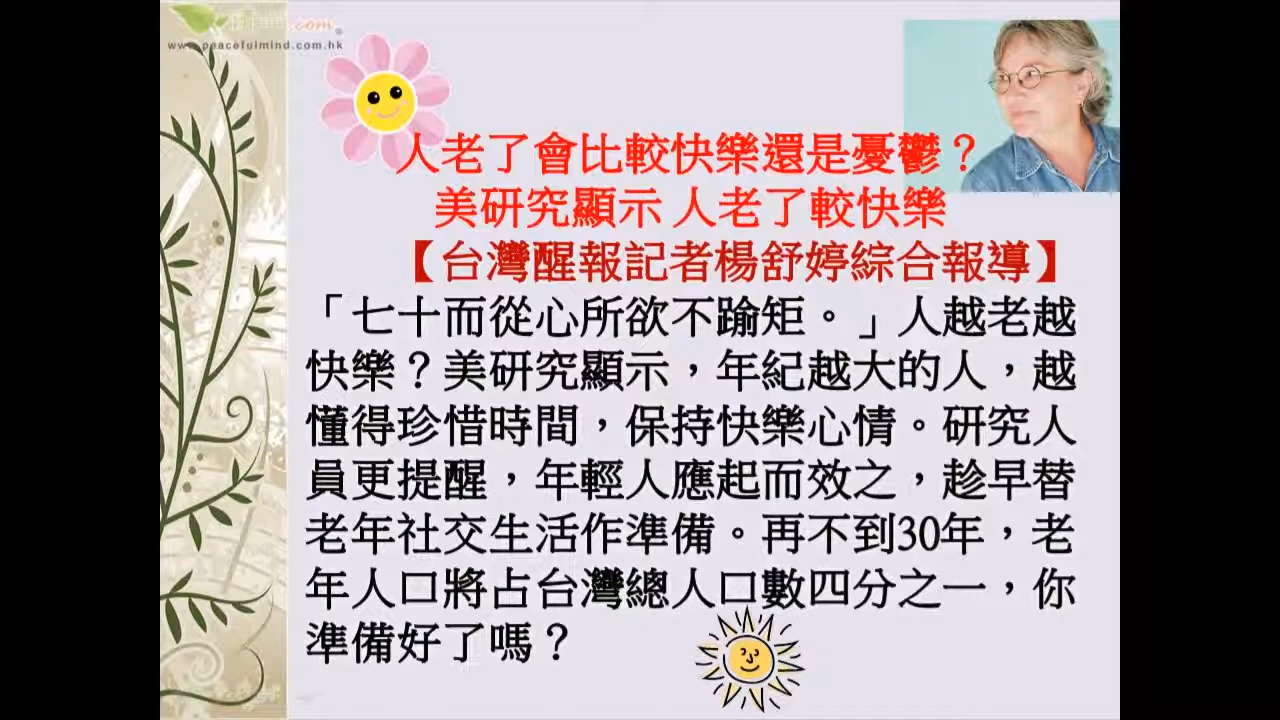 www.peacefulmind.com.hk
人老了會比較快樂還是憂鬱？
美研究顯示 人老了較快樂
【台灣醒報記者楊舒婷綜合報導】
「七十而從心所欲不踰矩。」人越老越
快樂？美研究顯示，年紀越大的人，越
懂得珍惜時間，保持快樂心情。研究人
員更提醒，年輕人應起而效之，趁早替
老年社交生活作準備。再不到30年，老
年人口將占台灣總人口數四分之一，你
準備好了嗎？